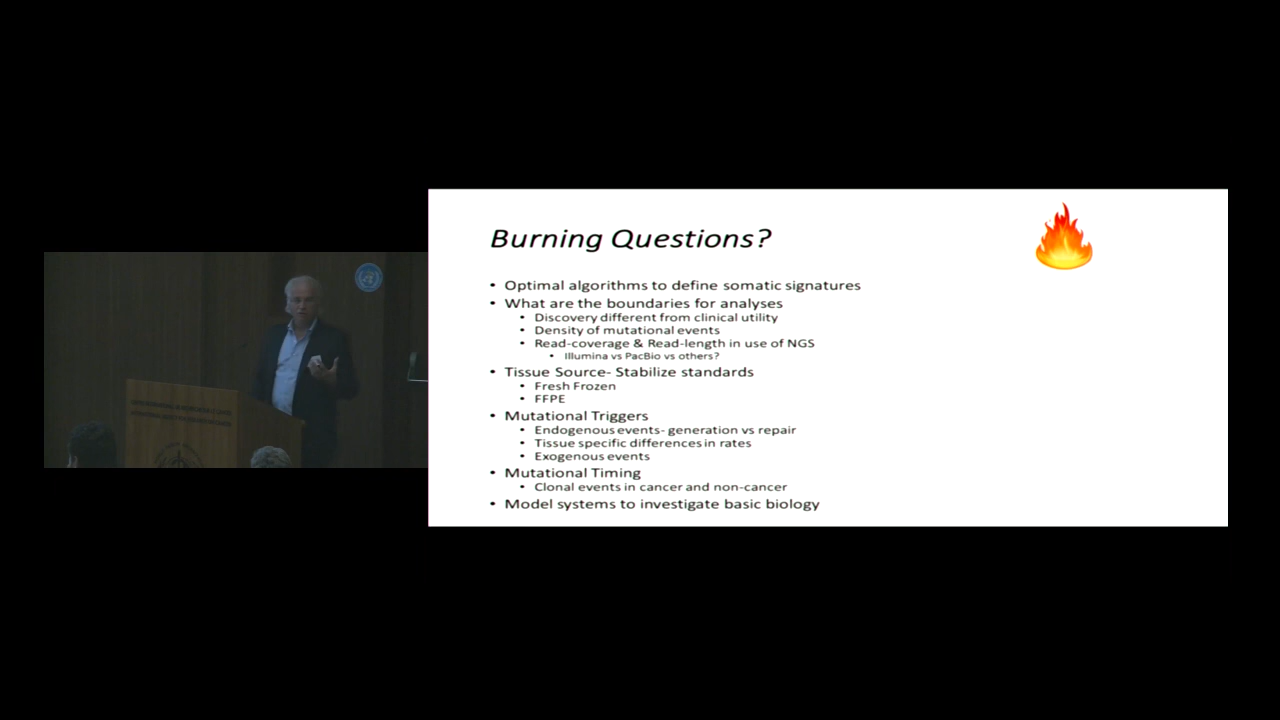 Burning Questions?
• Optimal algorithms to define somatic signatures
• What are the boundaries for analyses
• Discovery different from clinical utility
• Density of mutational events
• Read-coverage & Read-length in use of NGS
• Illumina vs PacBio vs others?
• Tissue Source- Stabilize standards
• Fresh Frozen
• FFPE
• Mutational Triggers
• Endogenous events- generation vs repair
• Tissue specific differences in rates
• Exogenous events
• Mutational Timing
• Clonal events in cancer and non-cancer
• Model systems to investigate basic biology